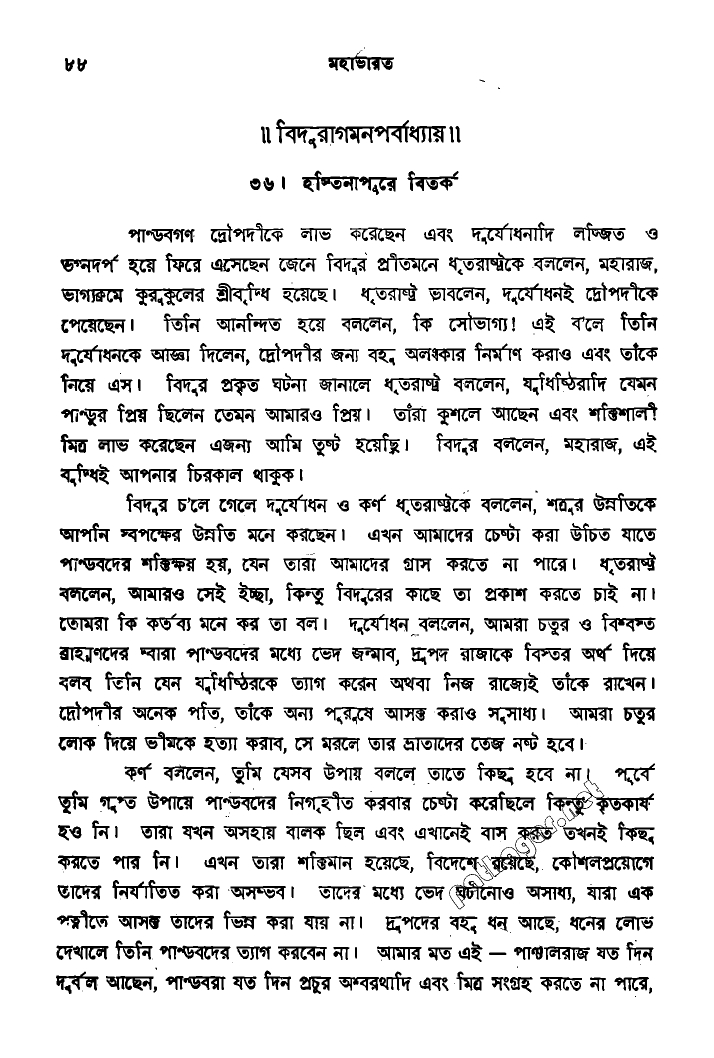 ৮৮
মহাভারত
॥ বিদুরাগমনপর্বাধ্যায় ॥
৩৬। হস্তিনাপুরে বিতর্ক
পাণ্ডবগণ দ্রৌপদীকে লাভ করেছেন এবং দুর্যোধনাদি লজ্জিত ও
ভগ্নদর্প হয়ে ফিরে এসেছেন জেনে বিদুর প্রীতমনে ধৃতরাষ্ট্রকে বললেন, মহারাজ,
ভাগ্যক্রমে কুরুকুলের শ্রীবৃদ্ধি হয়েছে। ধৃতরাষ্ট্র ভাবলেন, দুর্যোধনই দ্রৌপদীকে
পেয়েছেন। তিনি আনন্দিত হয়ে বললেন, কি সৌভাগ্য! এই ব'লে তিনি
দুর্যোধনকে আজ্ঞা দিলেন, দ্রৌপদীর জন্য বহু অলংকার নির্মাণ করাও এবং তাঁকে
নিয়ে এস। বিদুর প্রকৃত ঘটনা জানালে ধৃতরাষ্ট্র বললেন, যুধিষ্ঠিরাদি যেমন
পাণ্ডুর প্রিয় ছিলেন তেমন আমারও প্রিয়। তাঁরা কুশলে আছেন এবং শক্তিশালী
মিত্র লাভ করেছেন এজন্য আমি তুষ্ট হয়েছি। বিদুর বললেন, মহারাজ, এই
বুদ্ধিই আপনার চিরকাল থাকুক।
বিদুর চ'লে গেলে দুর্যোধন ও কর্ণ ধৃতরাষ্ট্রকে বললেন, শত্রুর উন্নতিকে
আপনি স্বপক্ষের উন্নতি মনে করছেন। এখন আমাদের চেষ্টা করা উচিত যাতে
পাণ্ডবদের শক্তিক্ষয় হয়, যেন তারা আমাদের গ্রাস করতে না পারে। ধৃতরাষ্ট্র
বললেন, আমারও সেই ইচ্ছা, কিন্তু বিদুরের কাছে তা প্রকাশ করতে চাই না।
তোমরা কি কর্তব্য মনে কর তা বল। দুর্যোধন বললেন, আমরা চতুর ও বিশ্বস্ত
ব্রাহ্মণদের দ্বারা পাণ্ডবদের মধ্যে ভেদ জন্মাব, দ্রুপদ রাজাকে বিস্তর অর্থ দিয়ে
বলব তিনি যেন যুধিষ্ঠিরকে ত্যাগ করেন অথবা নিজ রাজ্যেই তাঁকে রাখেন।
দ্রৌপদীর অনেক পতি, তাঁকে অন্য পুরুষে আসক্ত করাও সুসাধ্য। আমরা চতুর
লোক দিয়ে ভীমকে হত্যা করাব, সে মরলে তার ভ্রাতাদের তেজ নষ্ট হবে।
কর্ণ বললেন, তুমি যেসব উপায় বললে তাতে কিছু হবে না। পূর্বে
তুমি গুপ্ত উপায়ে পাণ্ডবদের নিগৃহীত করবার চেষ্টা করেছিলে কিন্তু কৃতকার্য
হও নি। তারা যখন অসহায় বালক ছিল এবং এখানেই বাস করত তখনই কিছু
করতে পার নি। এখন তারা শক্তিমান হয়েছে, বিদেশে রয়েছে, কৌশলপ্রয়োগে
তাদের নির্যাতিত করা অসম্ভব। তাদের মধ্যে ভেদ ঘটানোও অসাধ্য, যারা এক
পত্নীতে আসক্ত তাদের ভিন্ন করা যায় না। দ্রুপদের বহু ধন আছে, ধনের লোভ
দেখালে তিনি পাণ্ডবদের ত্যাগ করবেন না। আমার মত এই — পাঞ্চালরাজ যত দিন
দুর্বল আছেন, পাণ্ডবরা যত দিন প্রচুর অশ্বরথাদি এবং মিত্র সংগ্রহ করতে না পারে,